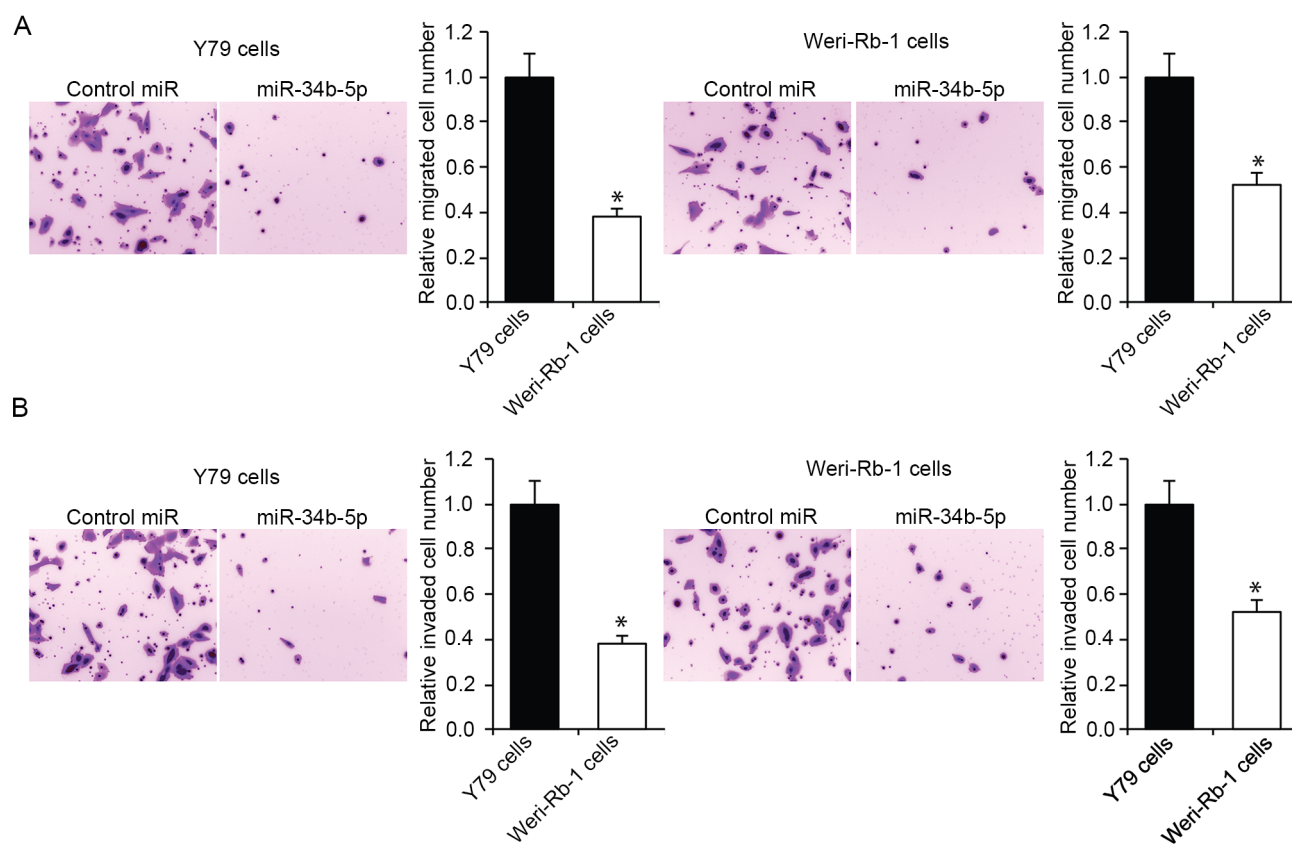 A
Y79 cells
Control miR
miR-34b-5p
Relative migrated cell number
1.2
1.0
0.8
0.6
0.4
0.2
0.0
Y79 cells
Weri-Rb-1 cells
Weri-Rb-1 cells
Control miR
miR-34b-5p
Relative migrated cell number
1.2
1.0
0.8
0.6
0.4
0.2
0.0
*
*
Y79 cells
Weri-Rb-1 cells
B
Y79 cells
Control miR
miR-34b-5p
Relative invaded cell number
1.2
1.0
0.8
0.6
0.4
0.2
0.0
*
Y79 cells
Weri-Rb-1 cells
Weri-Rb-1 cells
Control miR
miR-34b-5p
Relative invaded cell number
1.2
1.0
0.8
0.6
0.4
0.2
0.0
*
Y79 cells
Weri-Rb-1 cells